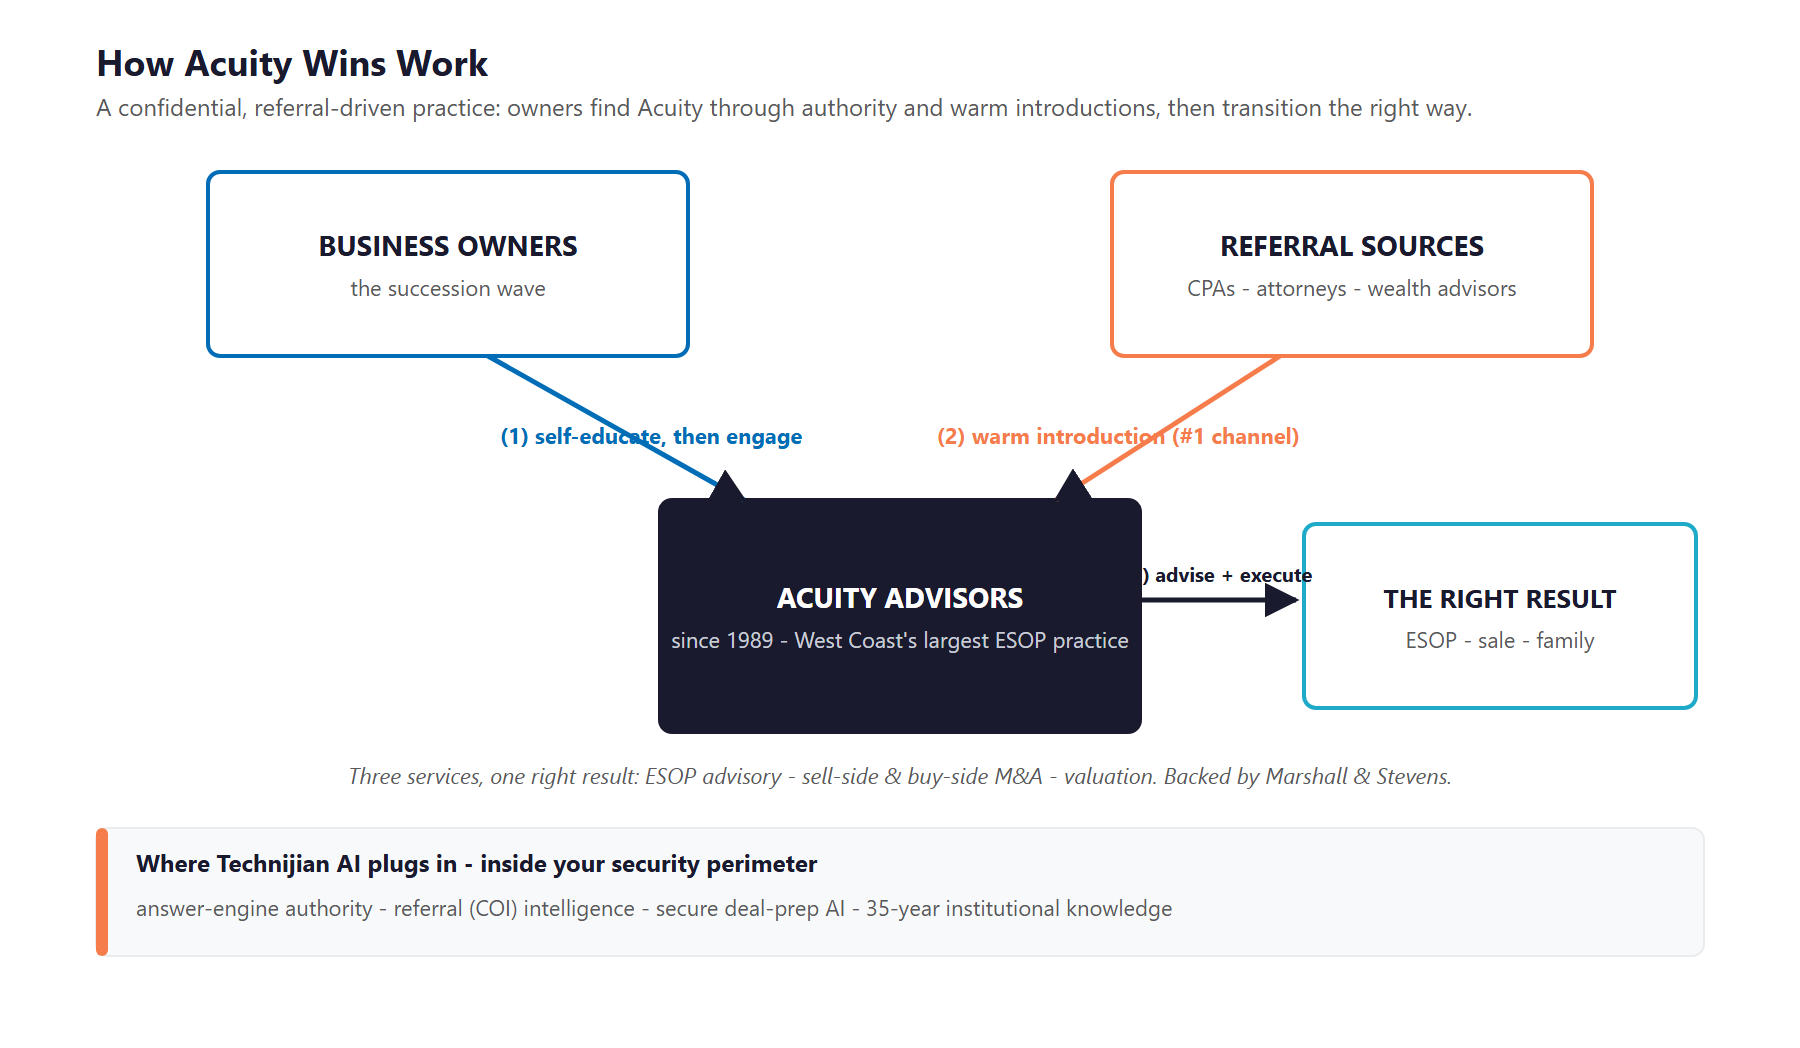 How Acuity Wins Work
A confidential, referral-driven practice: owners find Acuity through authority and warm introductions, then transition the right way.
BUSINESS OWNERS
the succession wave
REFERRAL SOURCES
CPAs - attorneys - wealth advisors
(1) self-educate, then engage
(2) warm introduction (#1 channel)
ACUITY ADVISORS
since 1989 - West Coast's largest ESOP practice
) advise + execute
THE RIGHT RESULT
ESOP - sale - family
Three services, one right result: ESOP advisory - sell-side & buy-side M&A - valuation. Backed by Marshall & Stevens.
Where Technijian AI plugs in - inside your security perimeter
answer-engine authority - referral (COI) intelligence - secure deal-prep AI - 35-year institutional knowledge